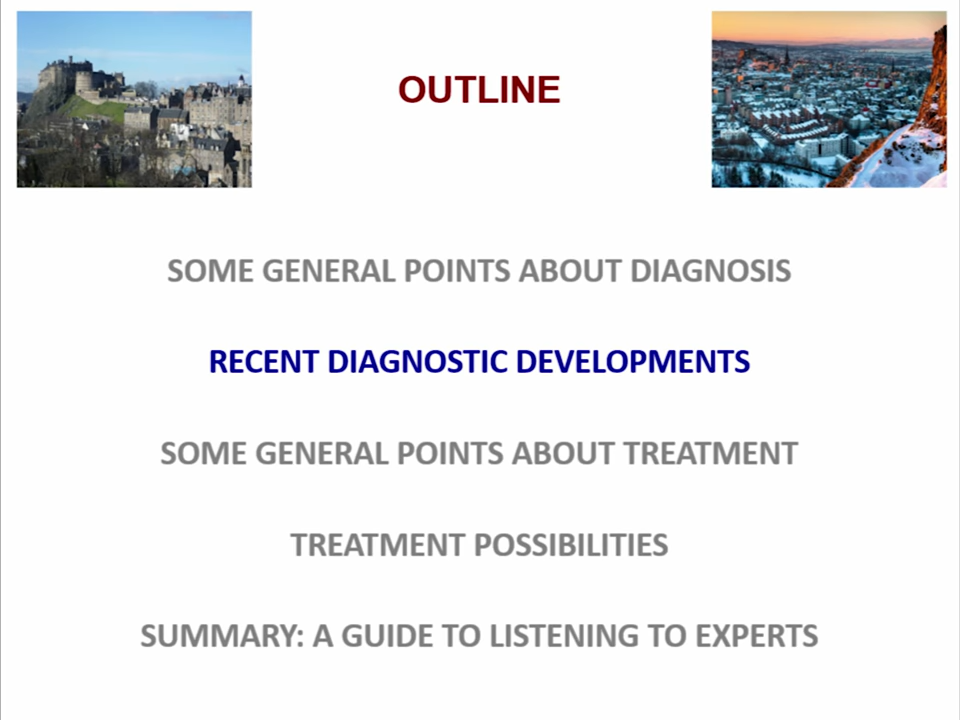 OUTLINE
SOME GENERAL POINTS ABOUT DIAGNOSIS
RECENT DIAGNOSTIC DEVELOPMENTS
SOME GENERAL POINTS ABOUT TREATMENT
TREATMENT POSSIBILITIES
SUMMARY: A GUIDE TO LISTENING TO EXPERTS